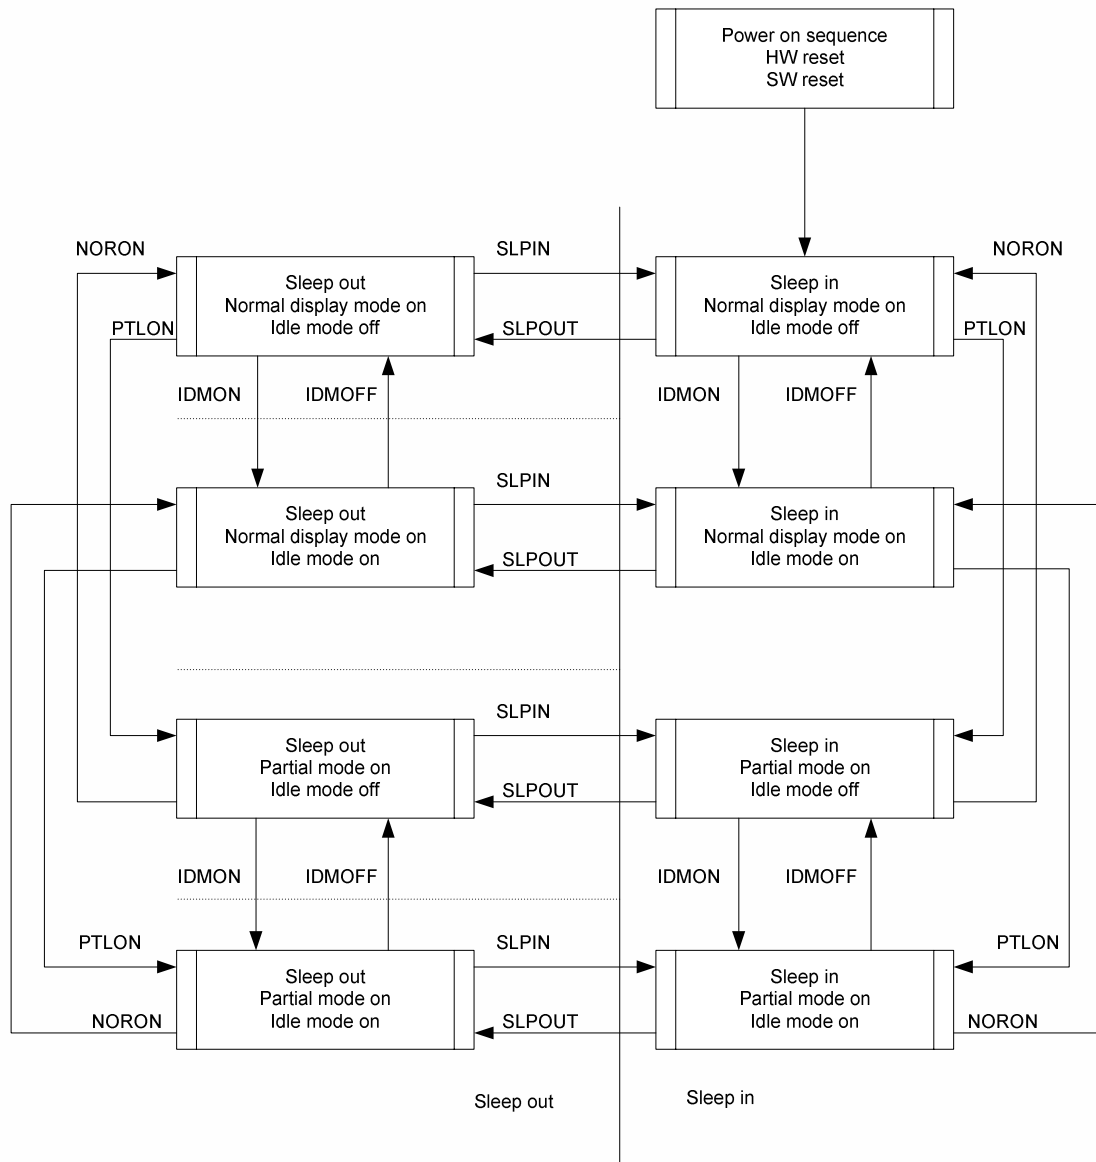 Power on sequence
HW reset
SW reset
NORON
SLPIN
NORON
Sleep out
Normal display mode on
Idle mode off
Sleep in
Normal display mode on
Idle mode off
PTLON
SLPOUT
PTLON
IDMON
IDMOFF
IDMON
IDMOFF
SLPIN
Sleep out
Normal display mode on
Idle mode on
Sleep in
Normal display mode on
Idle mode on
SLPOUT
SLPIN
Sleep out
Partial mode on
Idle mode off
Sleep in
Partial mode on
Idle mode off
SLPOUT
IDMON
IDMOFF
IDMON
IDMOFF
PTLON
SLPIN
PTLON
Sleep out
Partial mode on
Idle mode on
Sleep in
Partial mode on
Idle mode on
NORON
SLPOUT
NORON
Sleep out
Sleep in